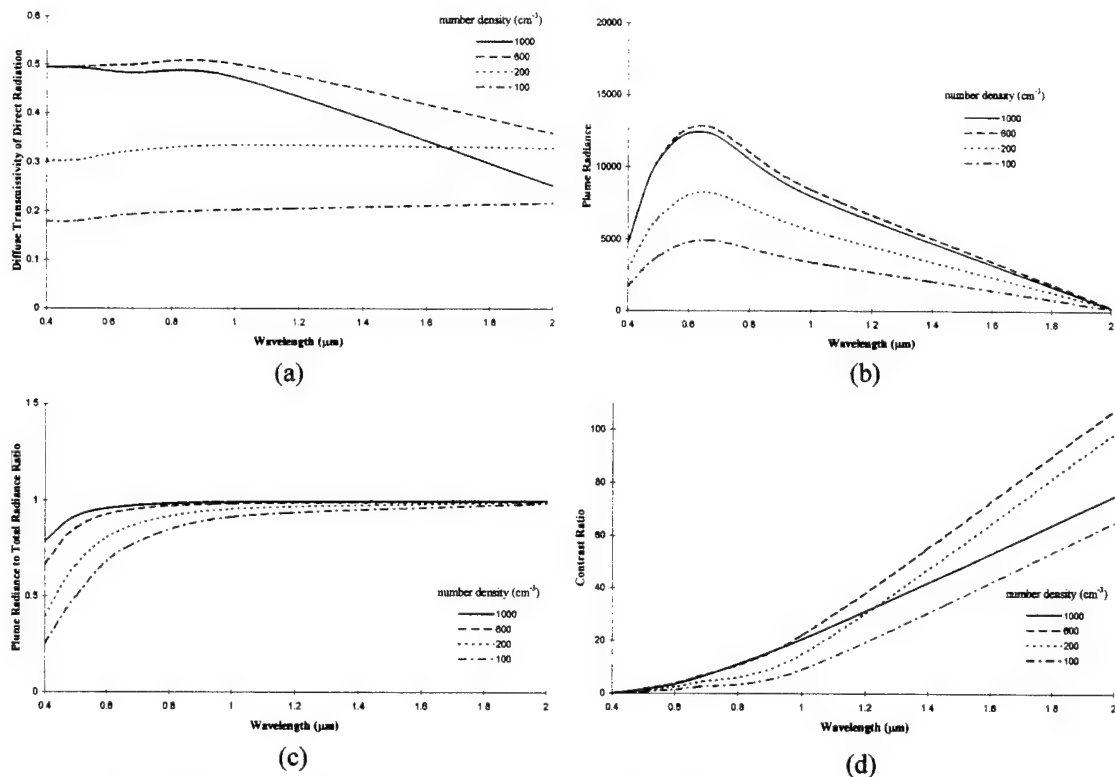 0.6
0.5
0.4
0.3
0.2
0.1
0
Diffuse Transmissivity of Direct Radiation
0.4 0.6 0.8 1 1.2 1.4 1.6 1.8 2
Wavelength (μm)
number density (cm⁻³)
1000
600
200
100
(a)
20000
15000
10000
5000
0
Plume Radiance
0.4 0.6 0.8 1 1.2 1.4 1.6 1.8 2
Wavelength (μm)
number density (cm⁻³)
1000
600
200
100
(b)
1 5
1
0.5
0
Plume Radiance to Total Radiance Ratio
0.4 0.6 0.8 1 1.2 1.4 1.6 1.8 2
Wavelength (μm)
number density (cm⁻³)
1000
600
200
100
(c)
100
80
60
40
20
0
Contrast Ratio
0.4 0.6 0.8 1 1.2 1.4 1.6 1.8 2
Wavelength (μm)
number density (cm⁻³)
1000
600
200
100
(d)